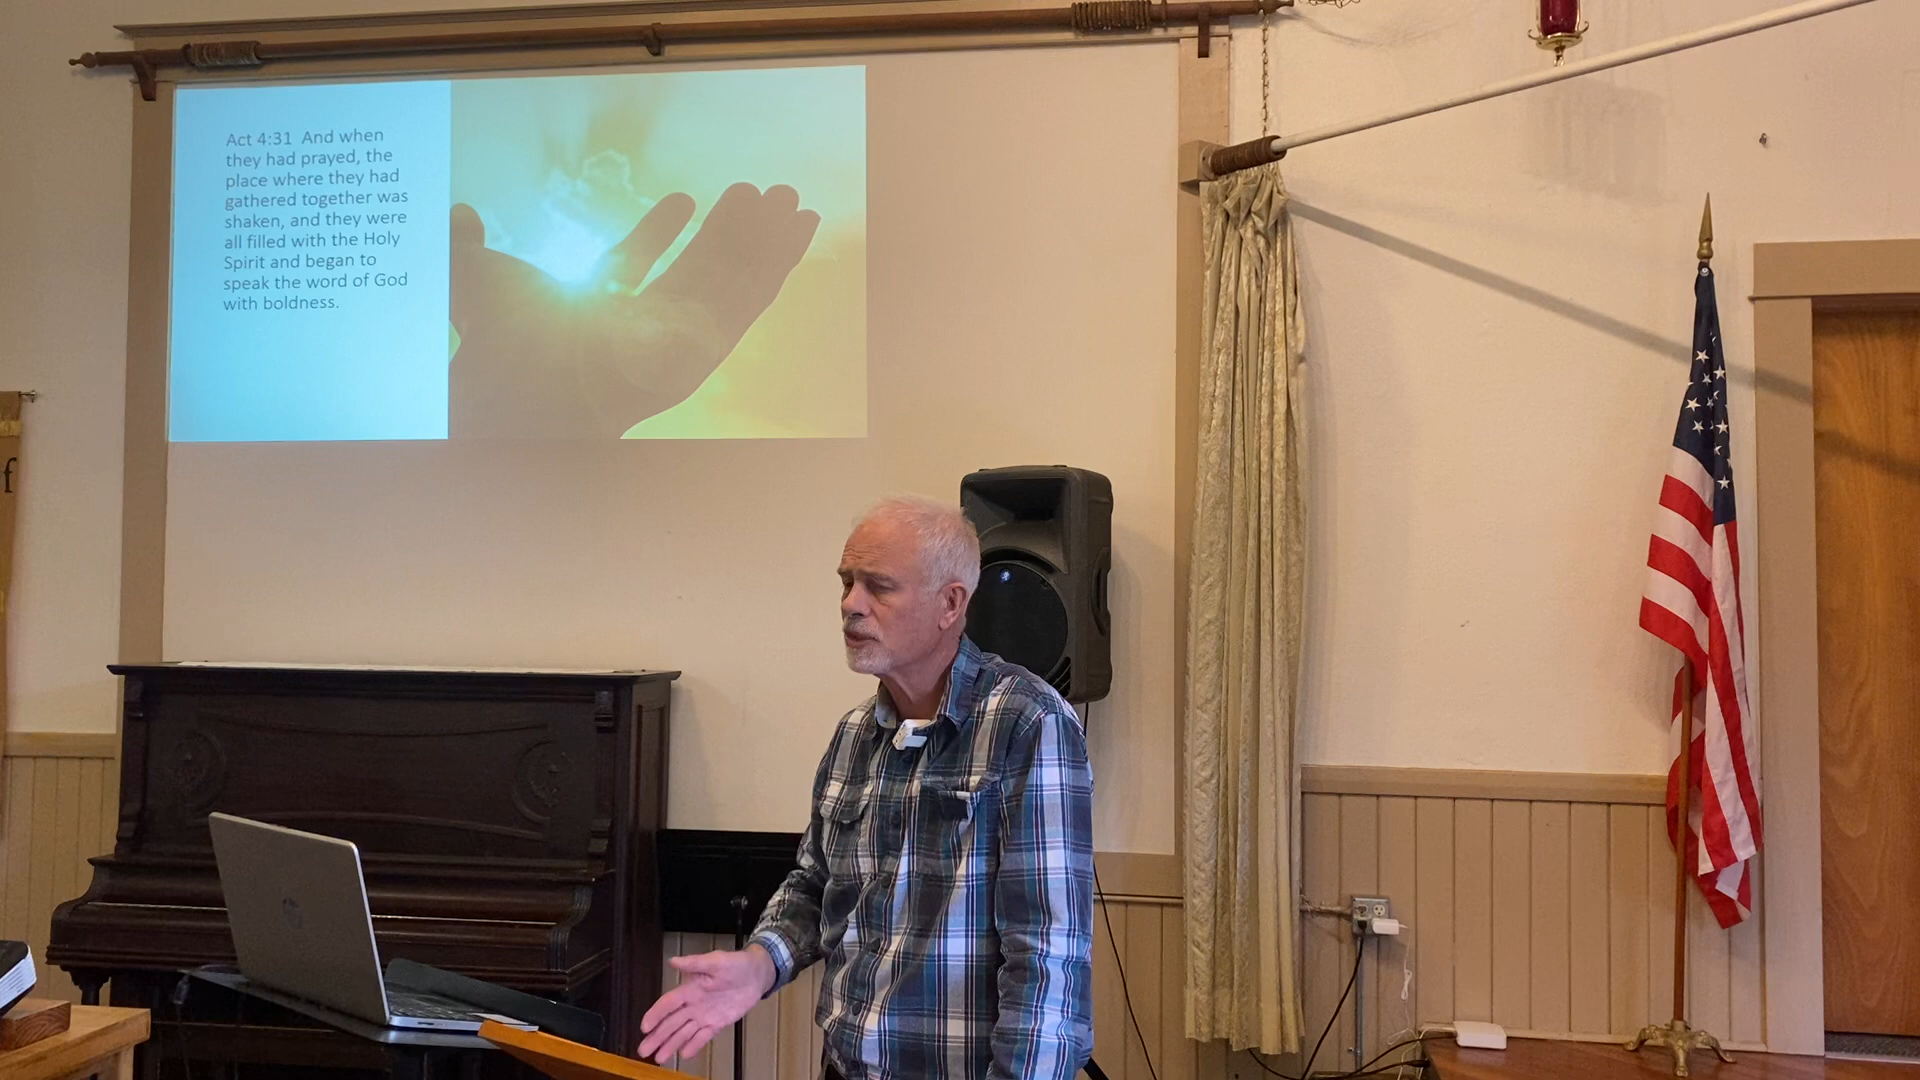 Act 4:31  And when
they had prayed, the
place where they had
gathered together was
shaken, and they were
all filled with the Holy
Spirit and began to
speak the word of God
with boldness.
f